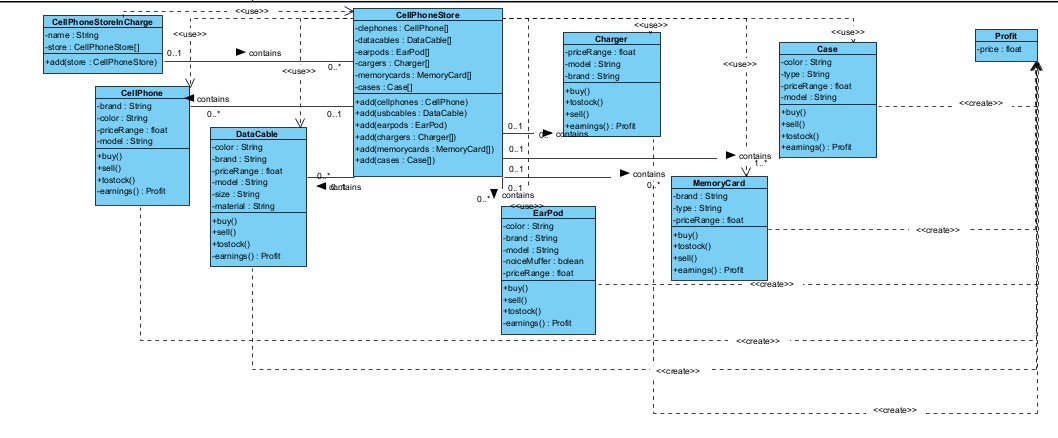 CellPhoneStoreInCharge
-name : String
-store : CellPhoneStore[]
+add(store : CellPhoneStore)
<<use>>
<<use>>
0..1
contains
0..*
<<use>>
CellPhoneStore
-clephones : CellPhone[]
-datacables : DataCable[]
-earpods : EarPod[]
-cargers : Charger[]
-memorycards : MemoryCard[]
-cases : Case[]
+add(cellphones : CellPhone)
+add(usbcables : DataCable)
+add(earpods : EarPod)
+add(chargers : Charger[])
+add(memorycards : MemoryCard[])
+add(cases : Case[])
<<use>>
Charger
-priceRange : float
-model : String
-brand : String
+buy()
+tostock()
+sell()
-earnings() : Profit
<<use>>
<<use>>
Case
-color : String
-type : String
-priceRange : float
-model : String
+buy()
+sell()
+tostock()
-earnings() : Profit
Profit
-price : float
<<create>>
CellPhone
-brand : String
-color : String
-priceRange : float
-model : String
+buy()
+sell()
+tostock()
-earnings() : Profit
contains
0..*
0..1
DataCable
-color : String
-brand : String
-priceRange : float
-model : String
-size : String
-material : String
+buy()
+sell()
+tostock()
-earnings() : Profit
0..*
0..1
contains
0..1
0..*
contains
0..1
contains
1..*
0..1
contains
0..*
0..1
contains
0..*
<<use>>
EarPod
-color : String
-brand : String
-model : String
-noiceMuffer : bolean
-priceRange : float
+buy()
+sell()
+tostock()
-earnings() : Profit
MemoryCard
-brand : String
-type : String
-priceRange : float
+buy()
+tostock()
+sell()
+earnings() : Profit
<<create>>
<<create>>
<<create>>
<<create>>
<<create>>